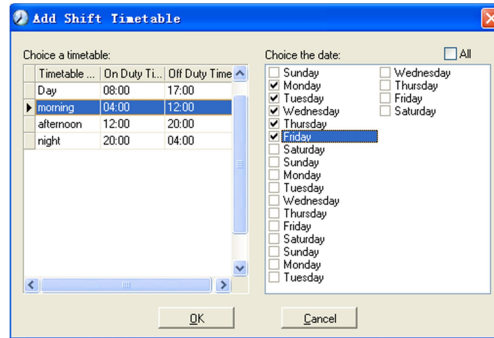 Add Shift Timetable
Choice a timetable:
Timetable ... On Duty Ti... Off Duty Time
Day 08:00 17:00
morning 04:00 12:00
afternoon 12:00 20:00
night 20:00 04:00
Choice the date:
All
Sunday
Monday
Tuesday
Wednesday
Thursday
Friday
Saturday
Sunday
Monday
Tuesday
Wednesday
Thursday
Friday
Saturday
Sunday
Monday
Tuesday
Wednesday
Thursday
Friday
Saturday
OK
Cancel